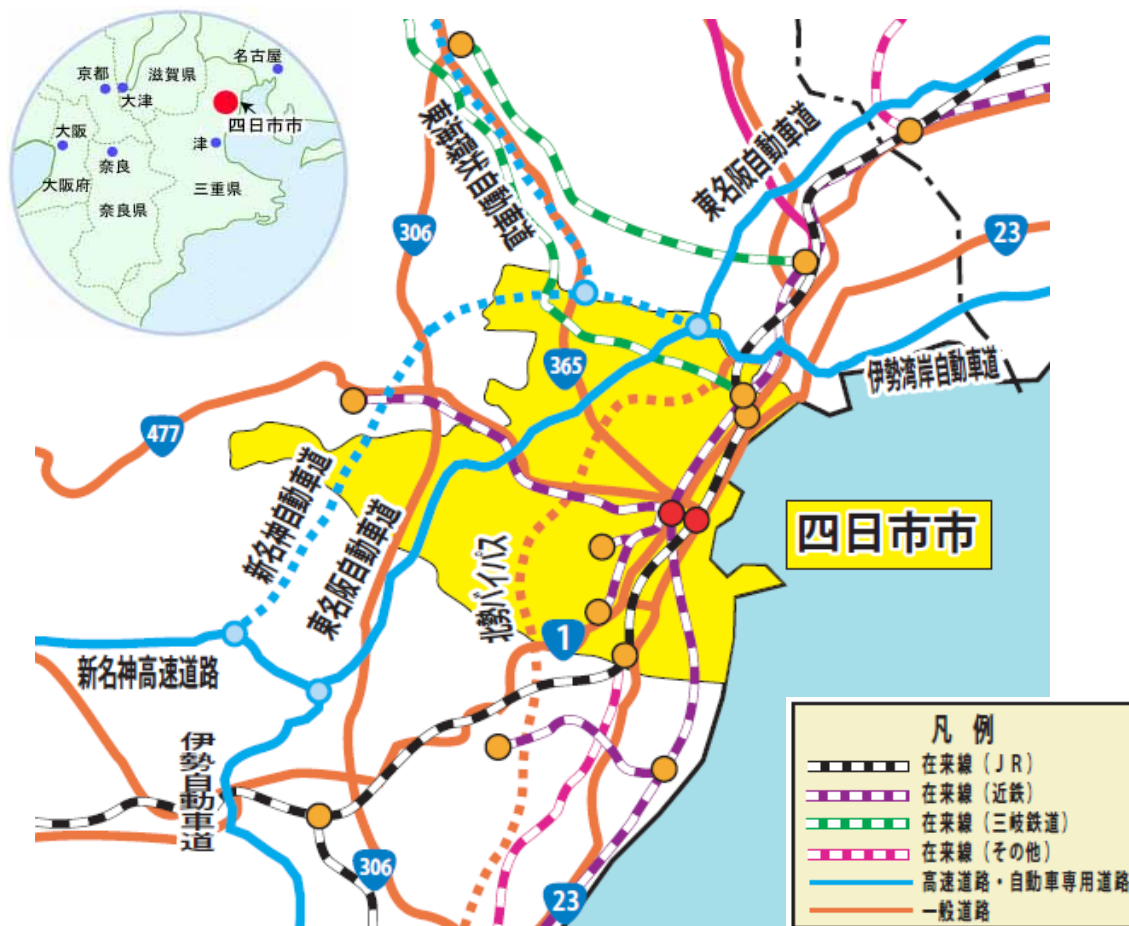 名古屋
滋賀県
京都
大津
四日市市
大阪
奈良
津
大阪府
三重県
奈良県
東海環状自動車道
東名阪自動車道
306
23
365
伊勢湾岸自動車道
477
新名神自動車道
東名阪自動車道
北勢バイパス
四日市市
1
新名神高速道路
伊勢自動車道
306
23
凡 例
在来線（ＪＲ）
在来線（近鉄）
在来線（三岐鉄道）
在来線（その他）
高速道路・自動車専用道路
一般道路